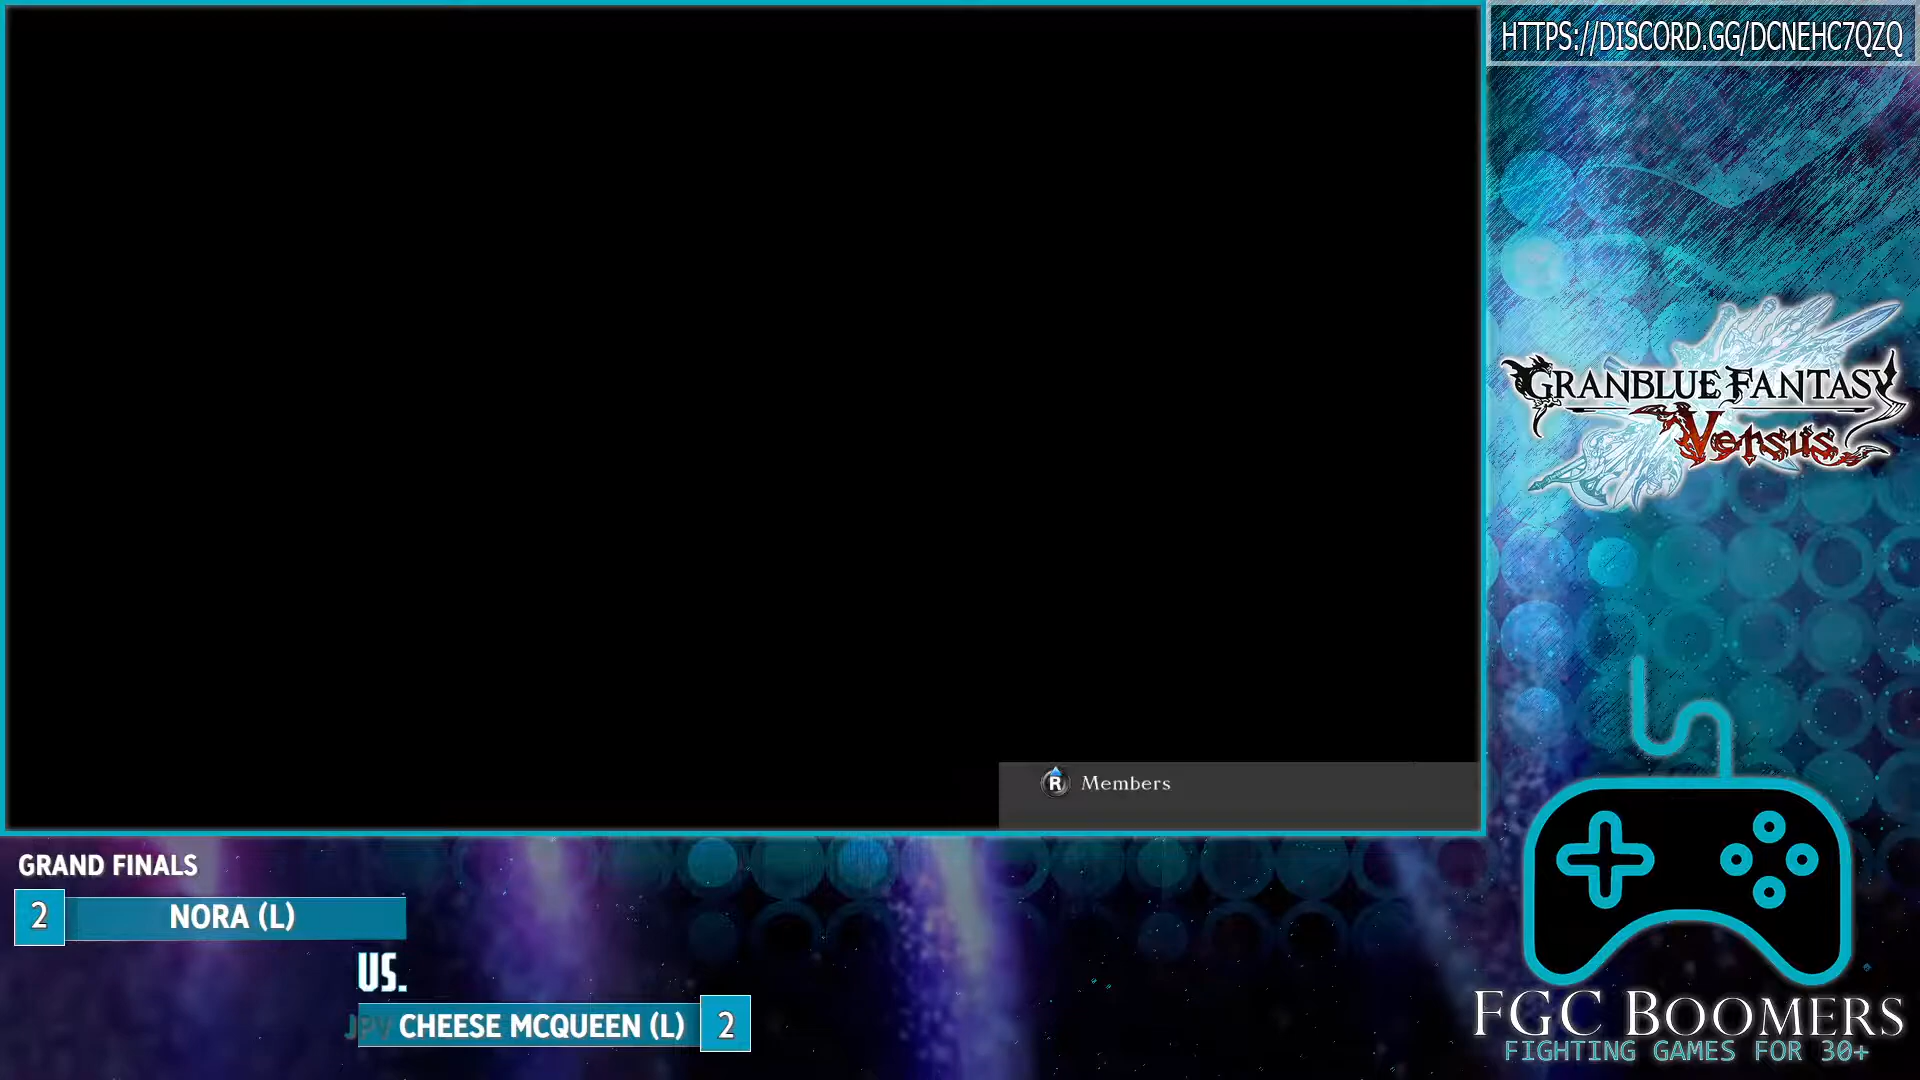 HTTPS://DISCORD.GG/DCNEHC7QZQ
GRANBLUE FANTASY
Versus
R Members
GRAND FINALS
2 NORA (L)
VS.
JPV CHEESE MCQUEEN (L) 2
FGC BOOMERS
FIGHTING GAMES FOR 30+